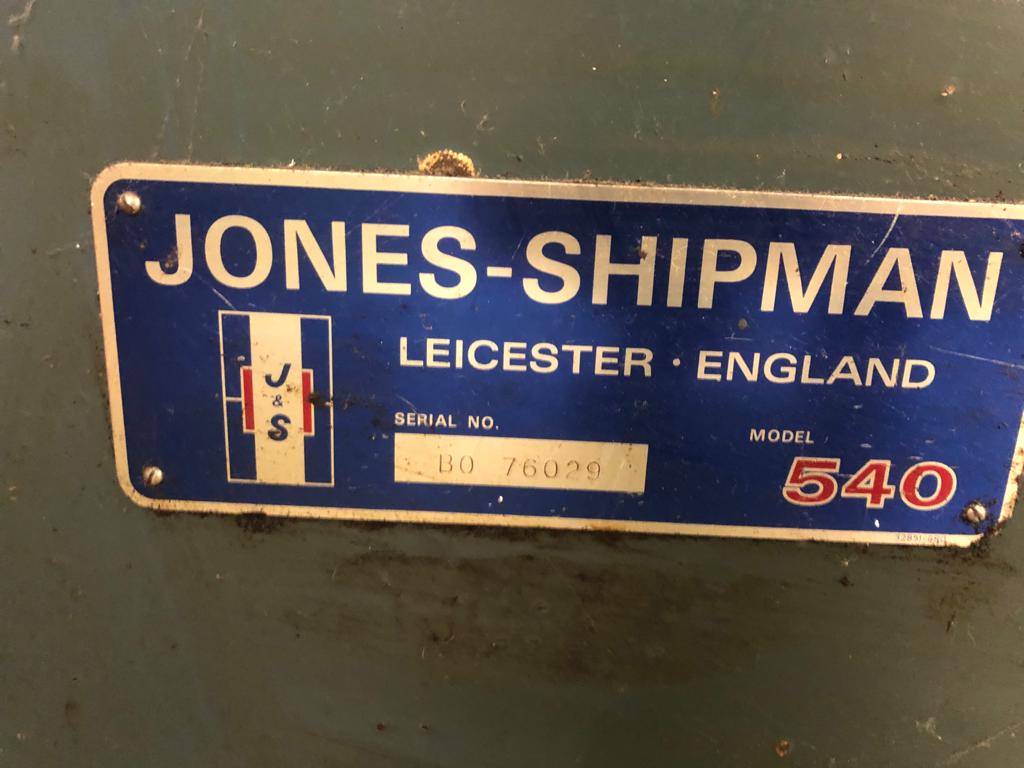 JONES-SHIPMAN
LEICESTER · ENGLAND
J
&
S
SERIAL NO.
BO 76029
MODEL
540